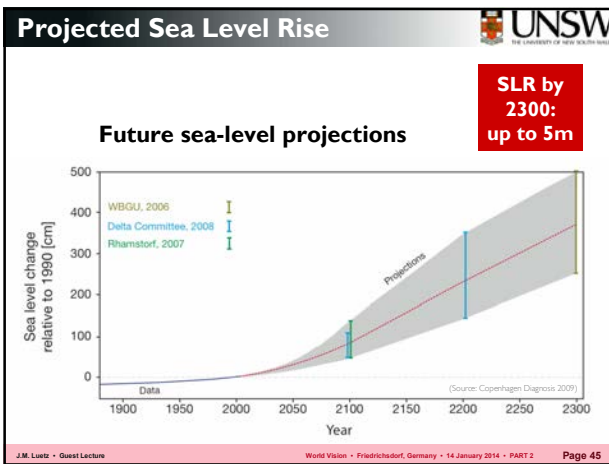 Projected Sea Level Rise
UNSW
THE UNIVERSITY OF NEW SOUTH WALES
SLR by
2300:
up to 5m
Future sea-level projections
500
400
300
200
100
0
Sea level change
relative to 1990 [cm]
WBGU, 2006
Delta Committee, 2008
Rhamstorf, 2007
Projections
Data
(Source: Copenhagen Diagnosis 2009)
1900 1950 2000 2050 2100 2150 2200 2250 2300
Year
J.M. Luetz • Guest Lecture World Vision • Friedrichsdorf, Germany • 14 January 2014 • PART 2 Page 45